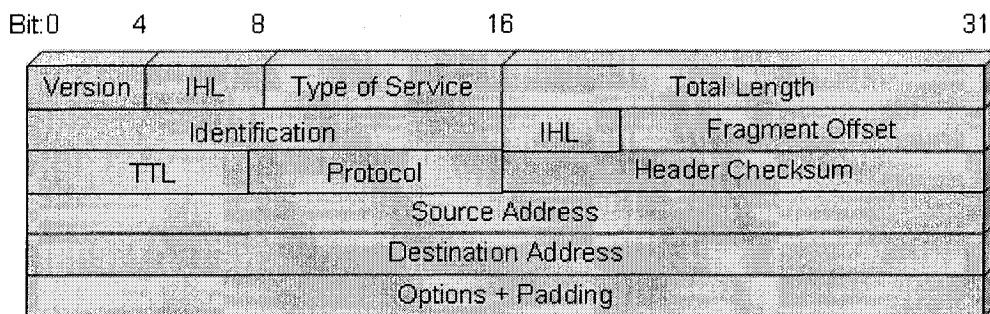 Bit:0 4 8 16 31
Version IHL Type of Service Total Length
Identification IHL Fragment Offset
TTL Protocol Header Checksum
Source Address
Destination Address
Options + Padding